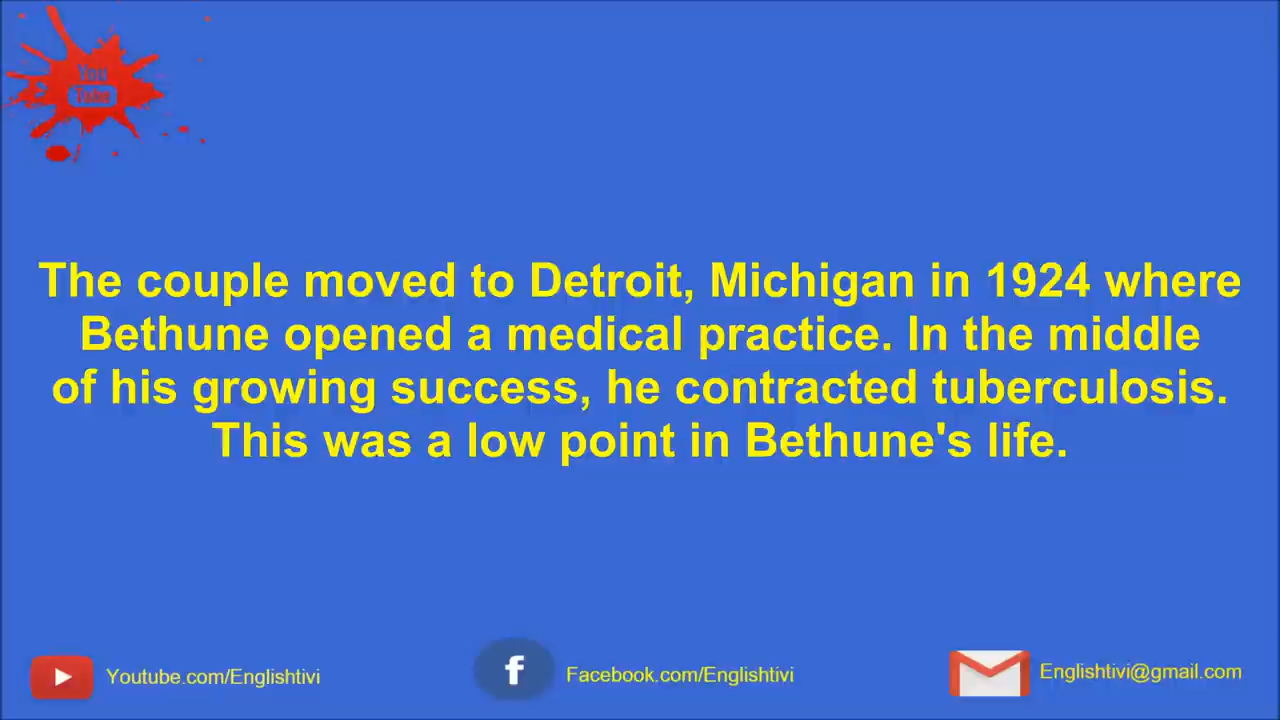 You
Tube
The couple moved to Detroit, Michigan in 1924 where
Bethune opened a medical practice. In the middle
of his growing success, he contracted tuberculosis.
This was a low point in Bethune's life.
Youtube.com/Englishtivi
f
Facebook.com/Englishtivi
Englishtivi@gmail.com